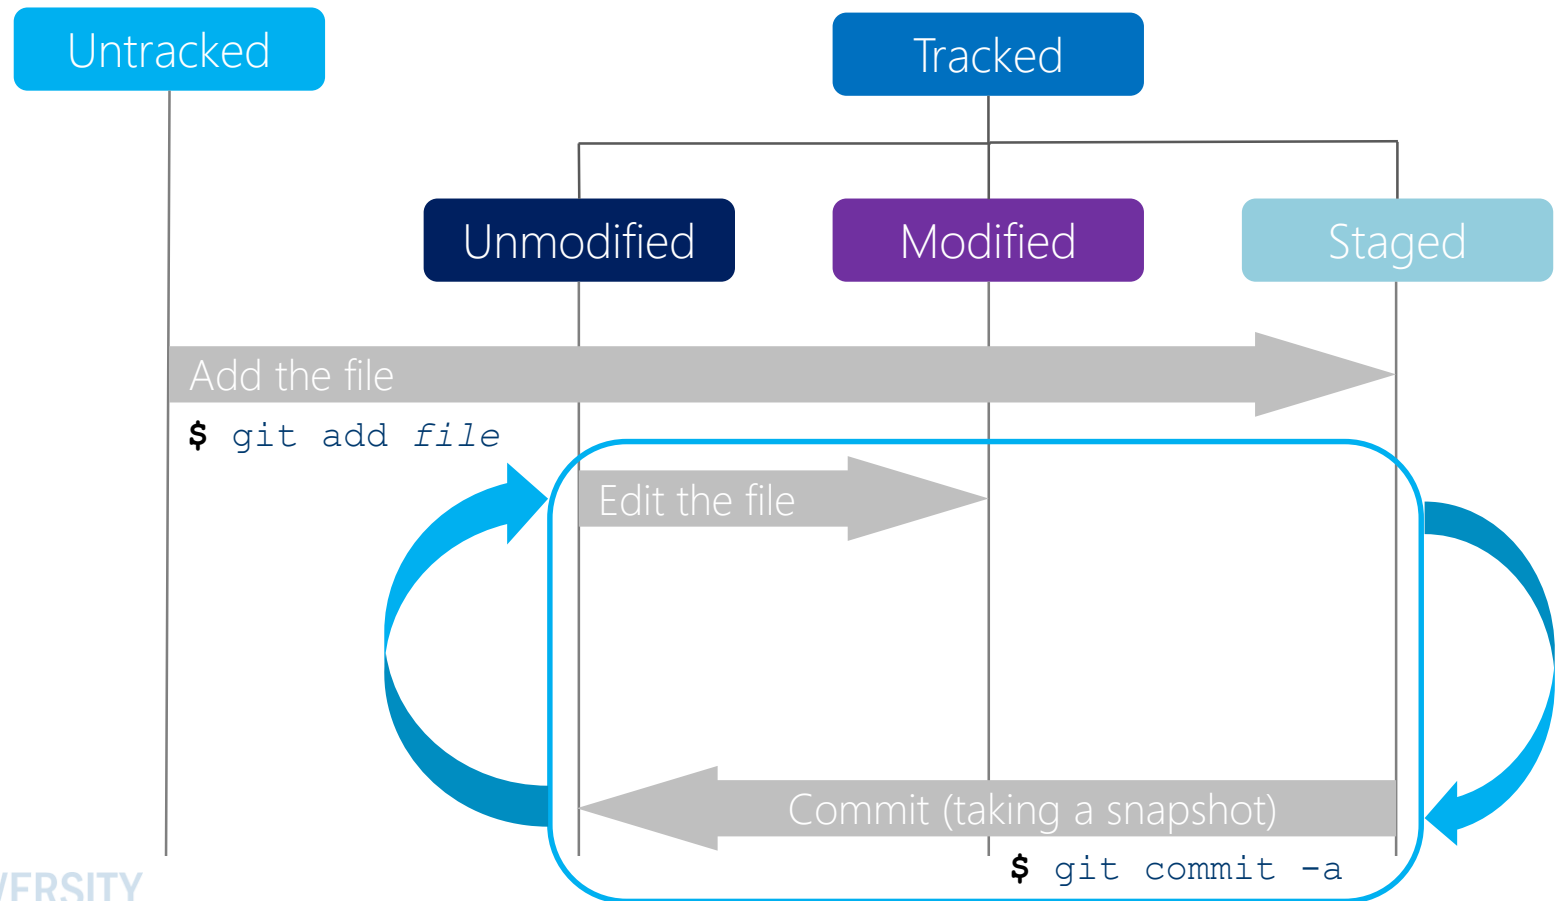 Untracked
Tracked
Unmodified
Modified
Staged
Add the file
$ git add file
Edit the file
Commit (taking a snapshot)
$ git commit -a